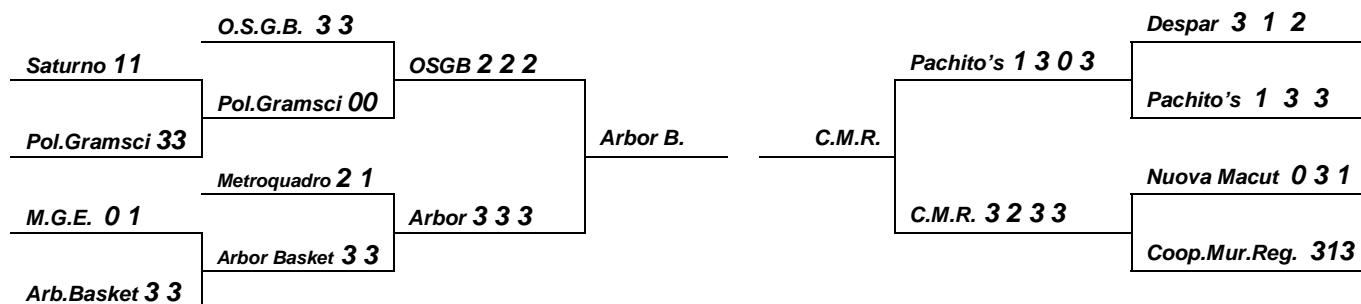 O.S.G.B. 3 3
Despar 3 1 2
Saturno 11
OSGB 2 2 2
Pachito’s 1 3 0 3
Pol.Gramsci 00
Pachito’s 1 3 3
Pol.Gramsci 33
Arbor B.
C.M.R.
Metroquadro 2 1
Nuova Macut 0 3 1
M.G.E. 0 1
Arbor 3 3 3
C.M.R. 3 2 3 3
Arbor Basket 3 3
Coop.Mur.Reg. 313
Arb.Basket 3 3